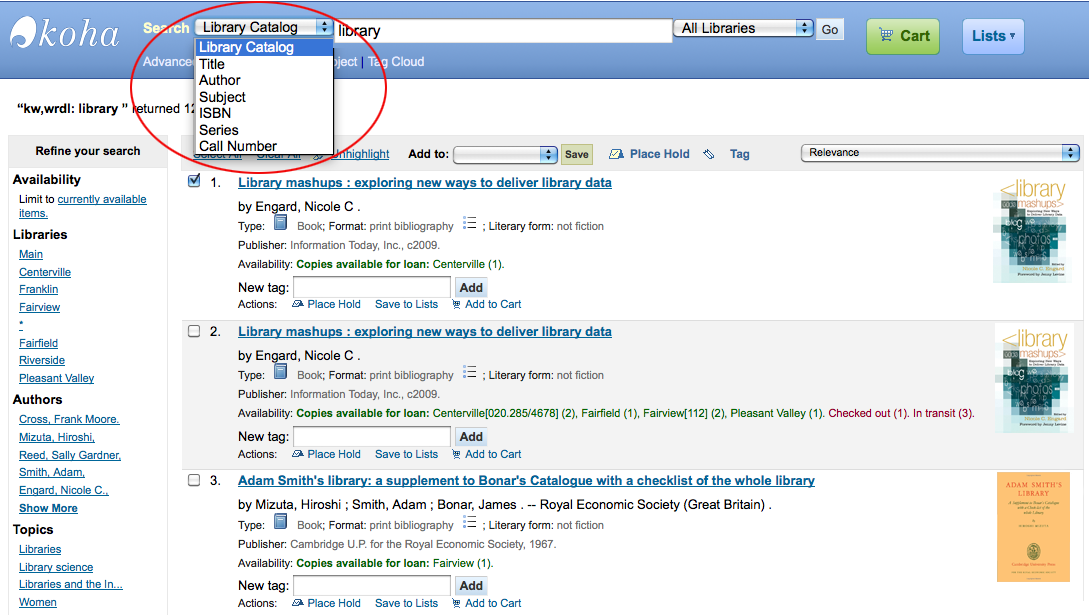 koha
Search Library Catalog library All Libraries Go Cart Lists
Library Catalog
Title
Author
Subject
ISBN
Series
Call Number
Tag Cloud
“kw,wrdl: library ” returned
Refine your search
Availability
Limit to currently available
items.
Libraries
Main
Centerville
Franklin
Fairview
*
Fairfield
Riverside
Pleasant Valley
Authors
Cross, Frank Moore.
Mizuta, Hiroshi,
Reed, Sally Gardner,
Smith, Adam,
Engard, Nicole C.,
Show More
Topics
Libraries
Library science
Libraries and the In...
Women
Select All Clear All Unhighlight Add to: Save Place Hold Tag Relevance
1. Library mashups : exploring new ways to deliver library data
by Engard, Nicole C .
Type: Book; Format: print bibliography ; Literary form: not fiction
Publisher: Information Today, Inc., c2009.
Availability: Copies available for loan: Centerville (1).
New tag: Add
Actions: Place Hold Save to Lists Add to Cart
<library
mashups>
2. Library mashups : exploring new ways to deliver library data
by Engard, Nicole C .
Type: Book; Format: print bibliography ; Literary form: not fiction
Publisher: Information Today, Inc., c2009.
Availability: Copies available for loan: Centerville[020.285/4678] (2), Fairfield (1), Fairview[112] (2), Pleasant Valley (1). Checked out (1). In transit (3).
New tag: Add
Actions: Place Hold Save to Lists Add to Cart
<library
mashups>
3. Adam Smith's library: a supplement to Bonar's Catalogue with a checklist of the whole library
by Mizuta, Hiroshi ; Smith, Adam ; Bonar, James . -- Royal Economic Society (Great Britain) .
Type: Book; Format: print bibliography ; Literary form: not fiction
Publisher: Cambridge U.P. for the Royal Economic Society, 1967.
Availability: Copies available for loan: Fairview (1).
New tag: Add
Actions: Place Hold Save to Lists Add to Cart
ADAM SMITH'S
LIBRARY